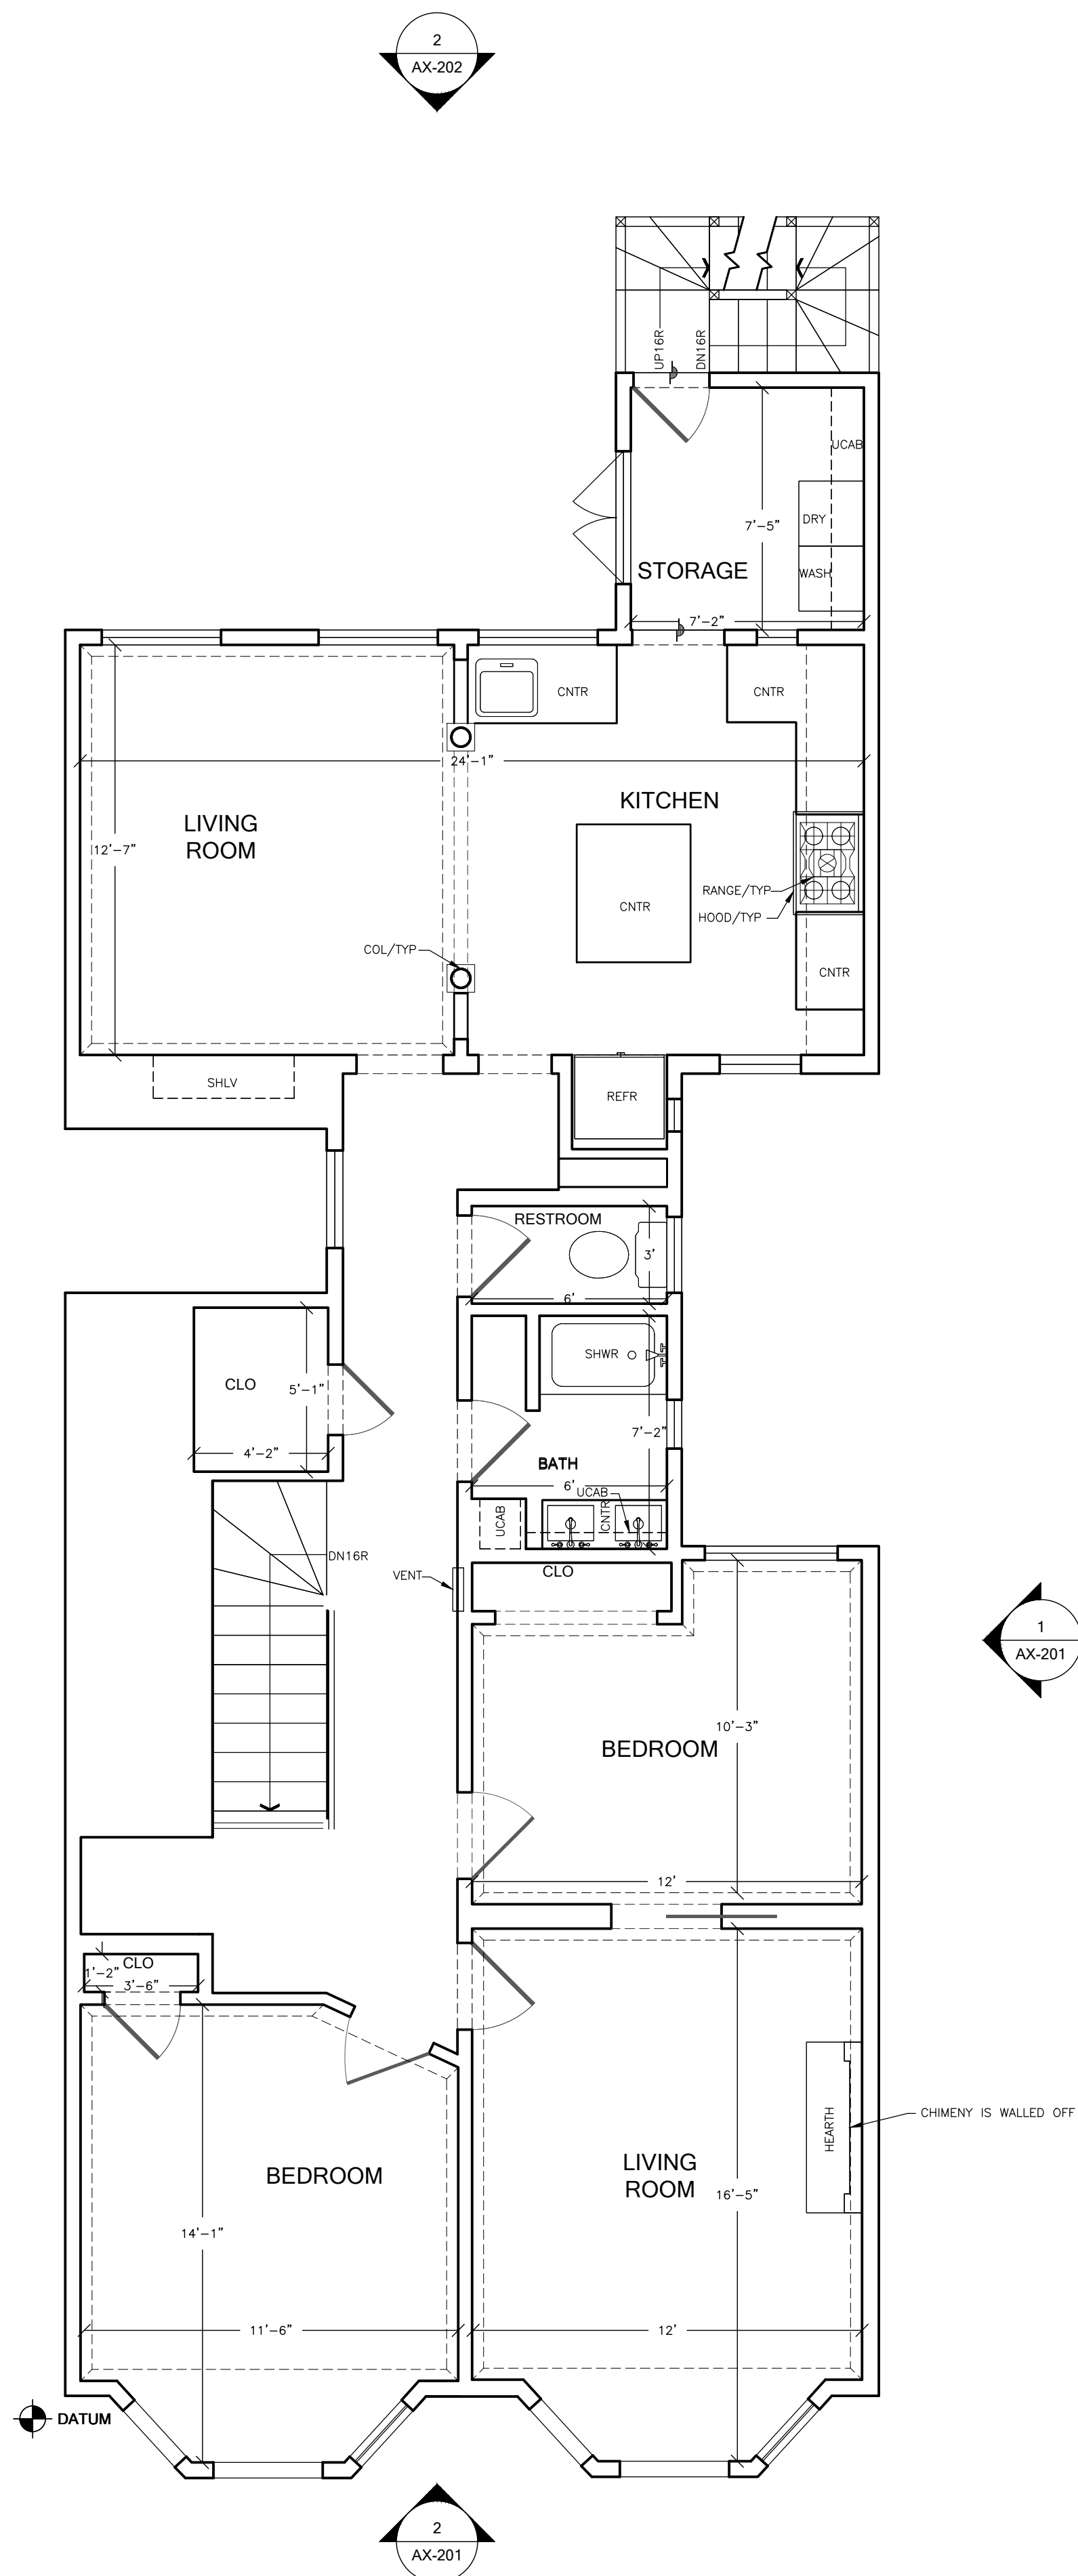 2
AX-202
UP16R
DN16R
UCAB
DRY
7'-5"
STORAGE
WASH
7'-2"
CNTR
CNTR
24'-1"
KITCHEN
LIVING
ROOM
12'-7"
RANGE/TYP
CNTR
HOOD/TYP
COL/TYP
CNTR
SHLV
REFR
RESTROOM
3'
6'
SHWR
CLO
5'-1"
7'-2"
4'-2"
BATH
6'
UCAB
UCAB
CNTR
DN16R
VENT
CLO
1
AX-201
10'-3"
BEDROOM
12'
CLO
1'-2"
3'-6"
HEARTH
CHIMENY IS WALLED OFF
LIVING
ROOM
BEDROOM
16'-5"
14'-1"
11'-6"
12'
DATUM
2
AX-201